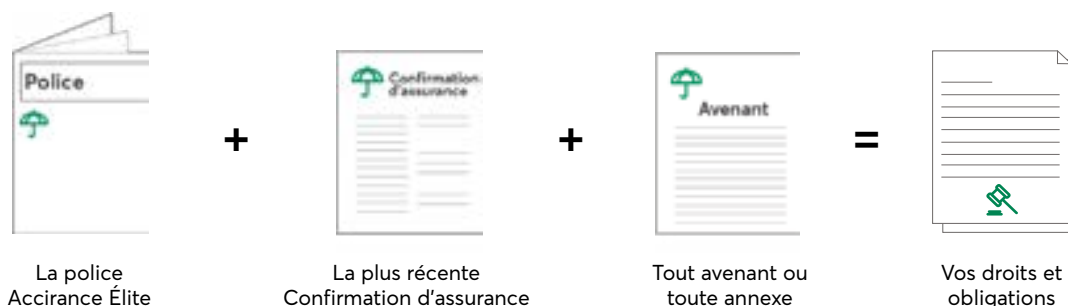 Police
Confirmation
d'assurance
Avenant
+
+
=
La police
Accirance Élite
La plus récente
Confirmation d'assurance
Tout avenant ou
toute annexe
Vos droits et
obligations